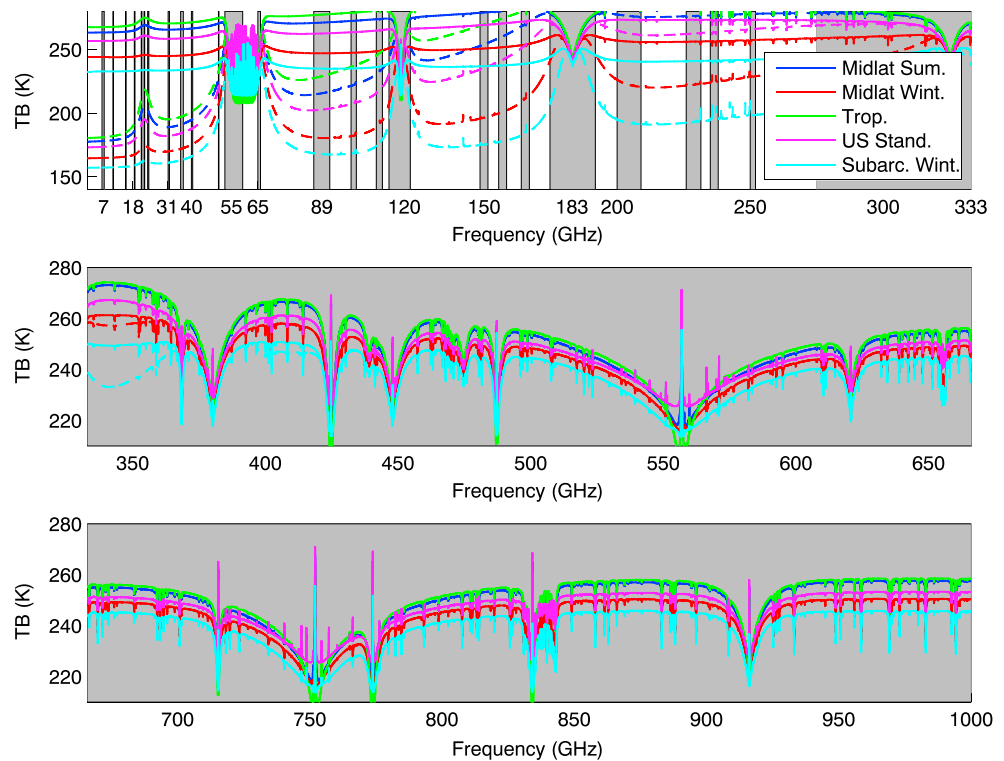 250
200
150
TB (K)
Midlat Sum.
Midlat Wint.
Trop.
US Stand.
Subarc. Wint.
7 18 31 40 55 65 89 120 150 183 200 250 300 333
Frequency (GHz)
280
260
240
220
TB (K)
350 400 450 500 550 600 650
Frequency (GHz)
280
260
240
220
TB (K)
700 750 800 850 900 950 1000
Frequency (GHz)